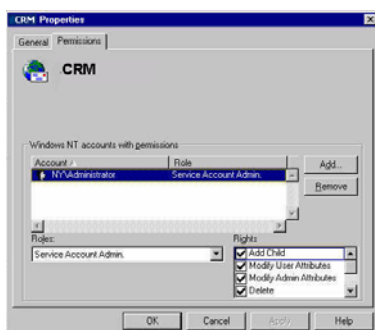 CRM Properties
General Permissions
CRM
Windows NT accounts with permissions
Account Role
NY\Administrator Service Account Admin.
Add...
Remove
Roles:
Service Account Admin.
Rights
Add Child
Modify User Attributes
Modify Admin Attributes
Delete
OK Cancel Apply Help